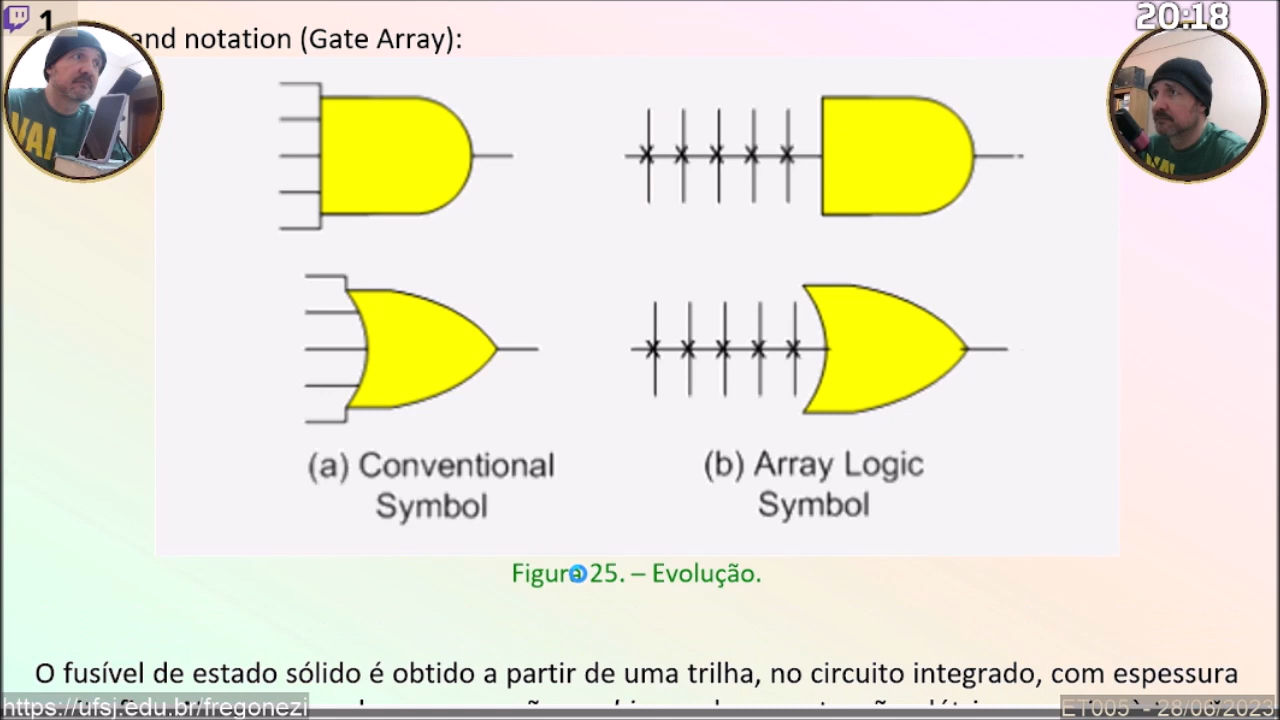 1
20:18
and notation (Gate Array):
(a) Conventional
Symbol
(b) Array Logic
Symbol
Figura 25. – Evolução.
O fusível de estado sólido é obtido a partir de uma trilha, no circuito integrado, com espessura
https://ufsj.edu.br/fregonezi
ET005 - 28/06/2023